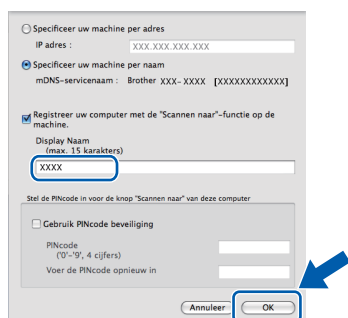 Specificeer uw machine per adres
IP adres : XXX.XXX.XXX.XXX
Specificeer uw machine per naam
mDNS-servicenaam : Brother XXX-XXXX [XXXXXXXXXXXX]
Registreer uw computer met de "Scannen naar"-functie op de
machine.
Display Naam
(max. 15 karakters)
XXXX
Stel de PINcode in voor de knop "Scannen naar" van deze computer
Gebruik PINcode beveiliging
PINcode
('0'-'9', 4 cijfers)
Voer de PINcode opnieuw in
Annuleer OK